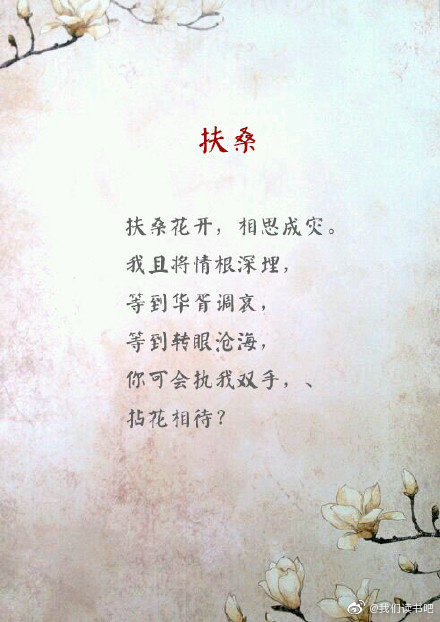 扶桑
扶桑花开，相思成灾。
我且将情根深埋，
等到华胥调哀，
等到转眼沧海，
你可会执我双手，、
拈花相待？
@我们读书吧